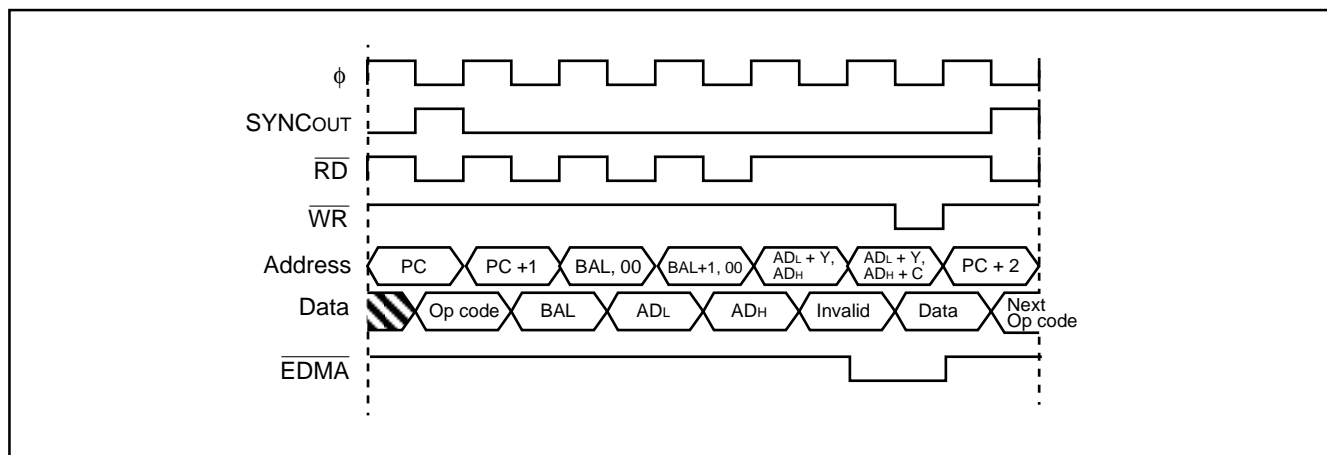 ϕ
SYNCOUT
RD
WR
Address
PC
PC +1
BAL, 00
BAL+1, 00
ADL + Y,
ADH
ADL + Y,
ADH + C
PC + 2
Data
Op code
BAL
ADL
ADH
Invalid
Data
Next
Op code
EDMA